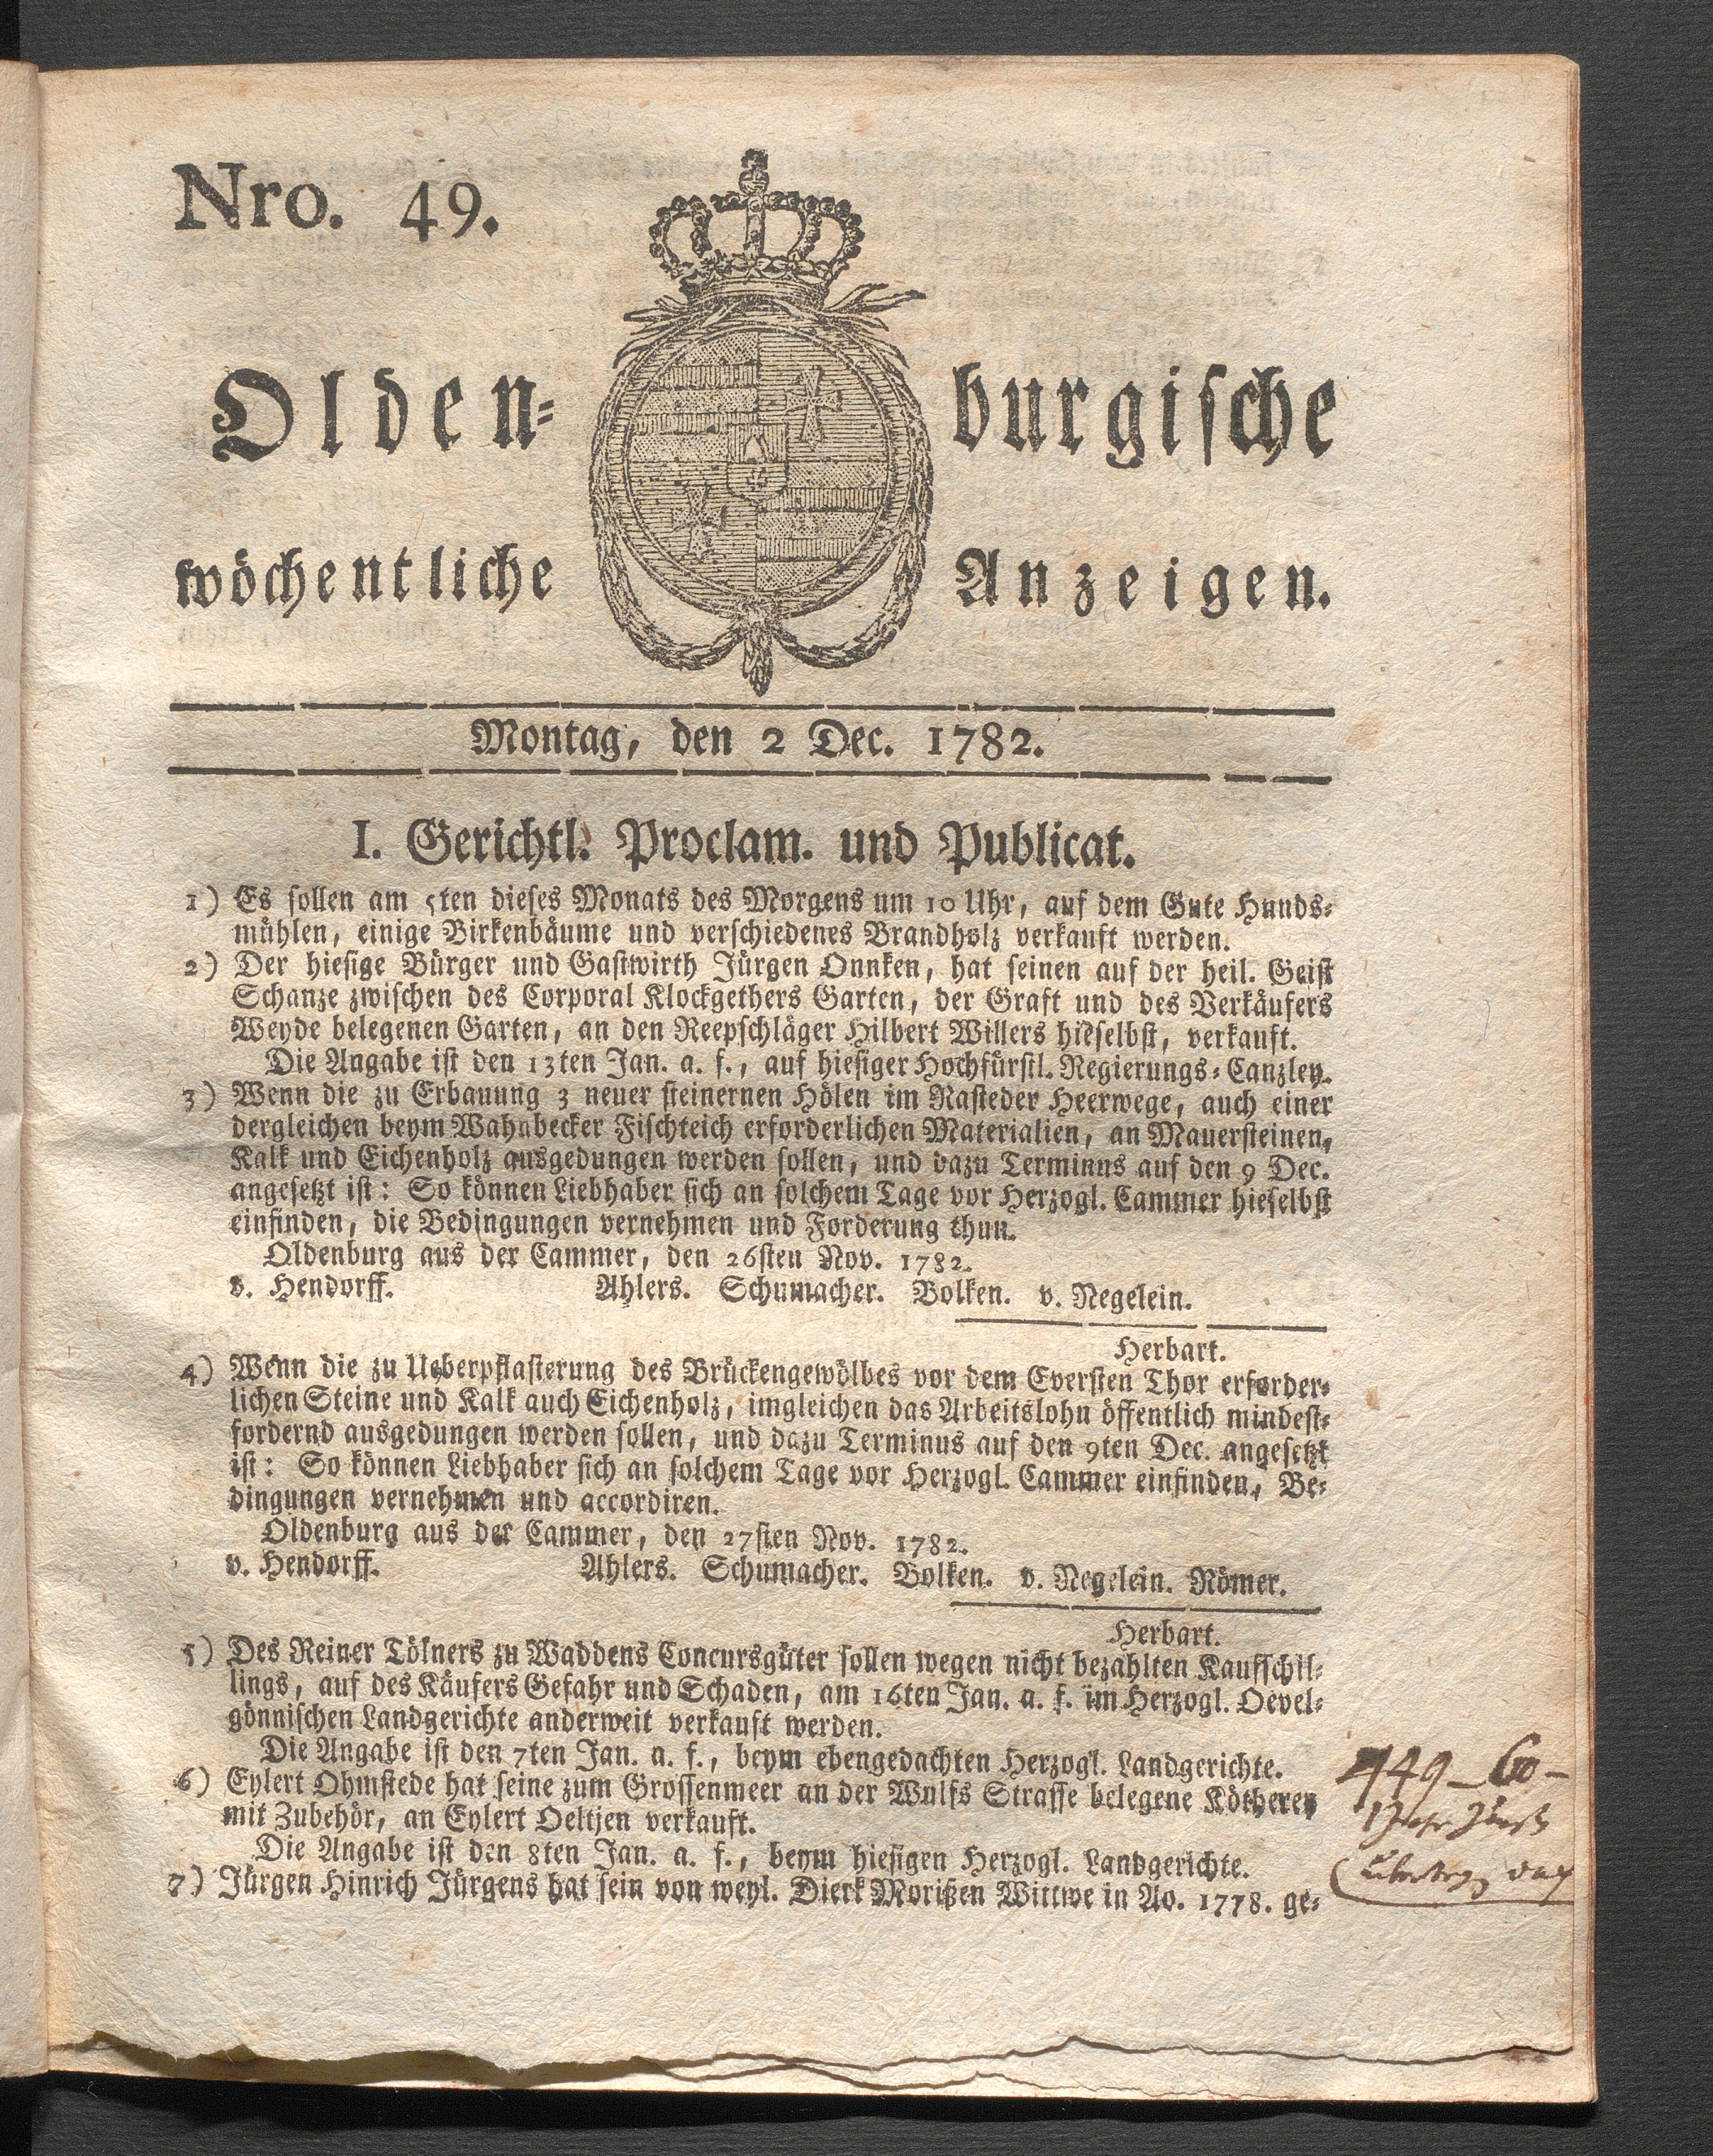 Nro. 49.
Olden- burgische
wöchentliche Anzeigen.
Montag, den 2 Dec. 1782.
I. Gerichtl. Proclam. und Publicat.
1) Es sollen am 5ten dieses Monats des Morgens um 10 Uhr, auf dem Gute Hunds-
mühlen, einige Birkenbäume und verschiedenes Brandholz verkauft werden.
2) Der hiesige Bürger und Gastwirth Jürgen Onnken, hat seinen auf der heil. Geist
Schanze zwischen des Corporal Klockgethers Garten, der Graft und des Verkäufers
Weyde belegenen Garten, an den Reepschläger Hilbert Willers hieselbst, verkauft.
Die Angabe ist den 13ten Jan. a. f., auf hiesiger Hochfürstl. Regierungs-Canzley.
3) Wenn die zu Erbauung 3 neuer steinernen Hölen im Rasteder Heerwege, auch einer
dergleichen beym Wahnbecker Fischteich erforderlichen Materialien, an Mauersteinen,
Kalk und Eichenholz ausgedungen werden sollen, und dazu Terminus auf den 9 Dec.
angesetzt ist: So können Liebhaber sich an solchem Tage vor Herzogl. Cammer hieselbst
einfinden, die Bedingungen vernehmen und Forderung thun.
Oldenburg aus der Cammer, den 26sten Nov. 1782.
v. Hendorff. Ahlers. Schumacher. Bolken. v. Negelein.
Herbart.
4) Wenn die zu Ueberpflasterung des Brückengewölbes vor dem Eversten Thor erforder-
lichen Steine und Kalk auch Eichenholz, imgleichen das Arbeitslohn öffentlich mindest-
fordernd ausgedungen werden sollen, und dazu Terminus auf den 9ten Dec. angesetzt
ist: So können Liebhaber sich an solchem Tage vor Herzogl. Cammer einfinden, Be-
dingungen vernehmen und accordiren.
Oldenburg aus der Cammer, den 27sten Nov. 1782.
v. Hendorff. Ahlers. Schumacher. Bolken. v. Negelein. Römer.
Herbart.
5) Des Reiner Tölners zu Waddens Concursgüter sollen wegen nicht bezahlten Kaufschil-
lings, auf des Käufers Gefahr und Schaden, am 16ten Jan. a. f. im Herzogl. Oevel-
gönnischen Landgerichte anderweit verkauft werden.
Die Angabe ist den 7ten Jan. a. f., beym ebengedachten Herzogl. Landgerichte.
6) Eylert Ohmstede hat seine zum Grossenmeer an der Wulfs Strasse belegene Kötherey
mit Zubehör, an Eylert Oeltjen verkauft.
Die Angabe ist den 8ten Jan. a. f., beym hiesigen Herzogl. Landgerichte.
7) Jürgen Hinrich Jürgens hat sein von weyl. Dierk Morißen Wittwe in Ao. 1778. ge-